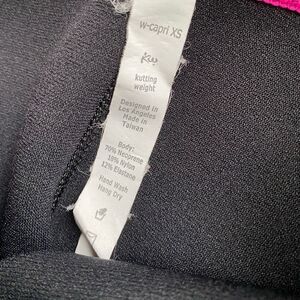 w-capri XS
kutting
weight
Designed In
Los Angeles
Made In
Taiwan
Body:
70% Neoprene
18% Nylon
12% Elastane
Hand Wash
Hang Dry